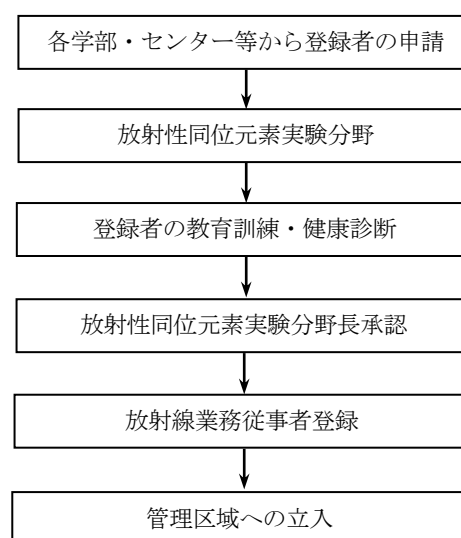 各学部・センター等から登録者の申請
放射性同位元素実験分野
登録者の教育訓練・健康診断
放射性同位元素実験分野長承認
放射線業務従事者登録
管理区域への立入